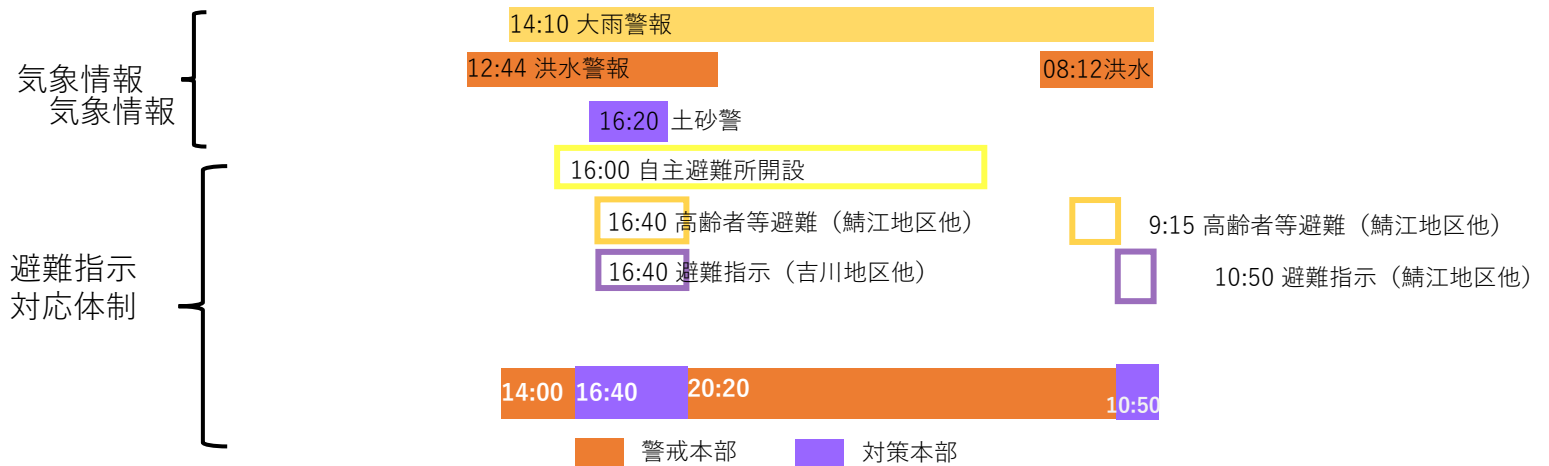 14:10 大雨警報
12:44 洪水警報
08:12洪水
気象情報
気象情報
16:20 土砂警
16:00 自主避難所開設
16:40 高齢者等避難（鯖江地区他）
9:15 高齢者等避難（鯖江地区他）
避難指示
対応体制
16:40 避難指示（吉川地区他）
10:50 避難指示（鯖江地区他）
14:00
16:40
20:20
10:50
警戒本部
対策本部